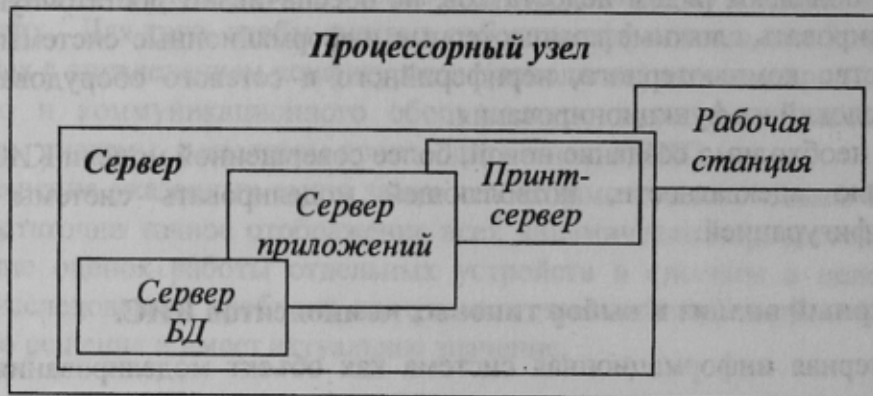 Процессорный узел
Рабочая
станция
Сервер
Принт-
сервер
Сервер
приложений
Сервер
БД